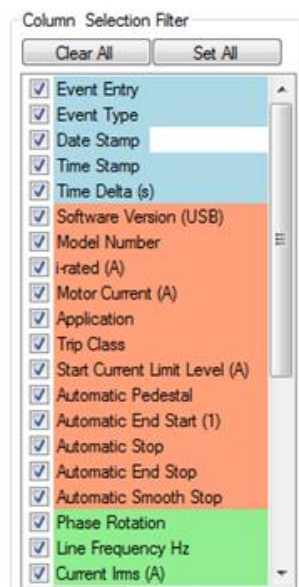 Column Selection Filter
Clear All Set All
Event Entry
Event Type
Date Stamp
Time Stamp
Time Delta (s)
Software Version (USB)
Model Number
i-rated (A)
Motor Current (A)
Application
Trip Class
Start Current Limit Level (A)
Automatic Pedestal
Automatic End Start (1)
Automatic Stop
Automatic End Stop
Automatic Smooth Stop
Phase Rotation
Line Frequency Hz
Current Irms (A)